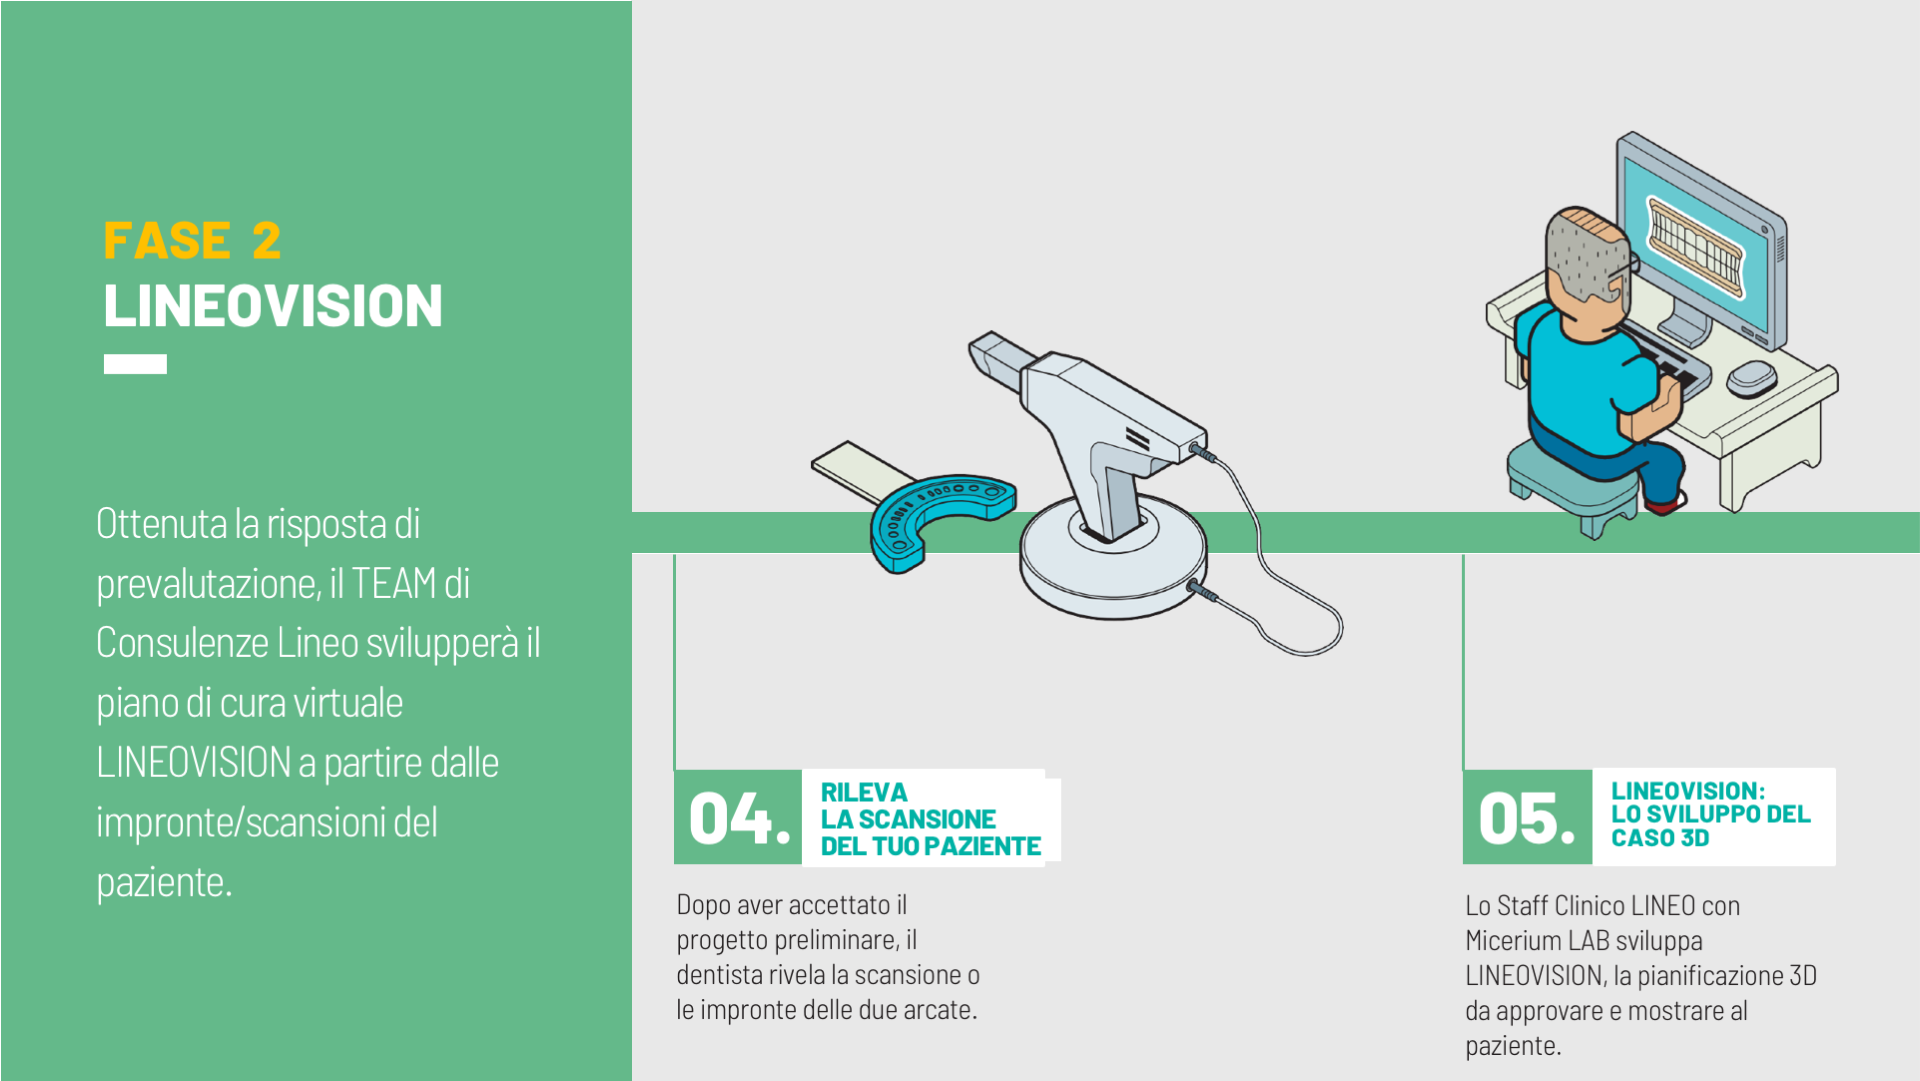 FASE 2
LINEOVISION
Ottenuta la risposta di
prevalutazione, il TEAM di
Consulenze Lineo svilupperà il
piano di cura virtuale
LINEOVISION a partire dalle
impronte/scansioni del
paziente.
04.
RILEVA
LA SCANSIONE
DEL TUO PAZIENTE
Dopo aver accettato il
progetto preliminare, il
dentista rivela la scansione o
le impronte delle due arcate.
05.
LINEOVISION:
LO SVILUPPO DEL
CASO 3D
Lo Staff Clinico LINEO con
Micerium LAB sviluppa
LINEOVISION, la pianificazione 3D
da approvare e mostrare al
paziente.